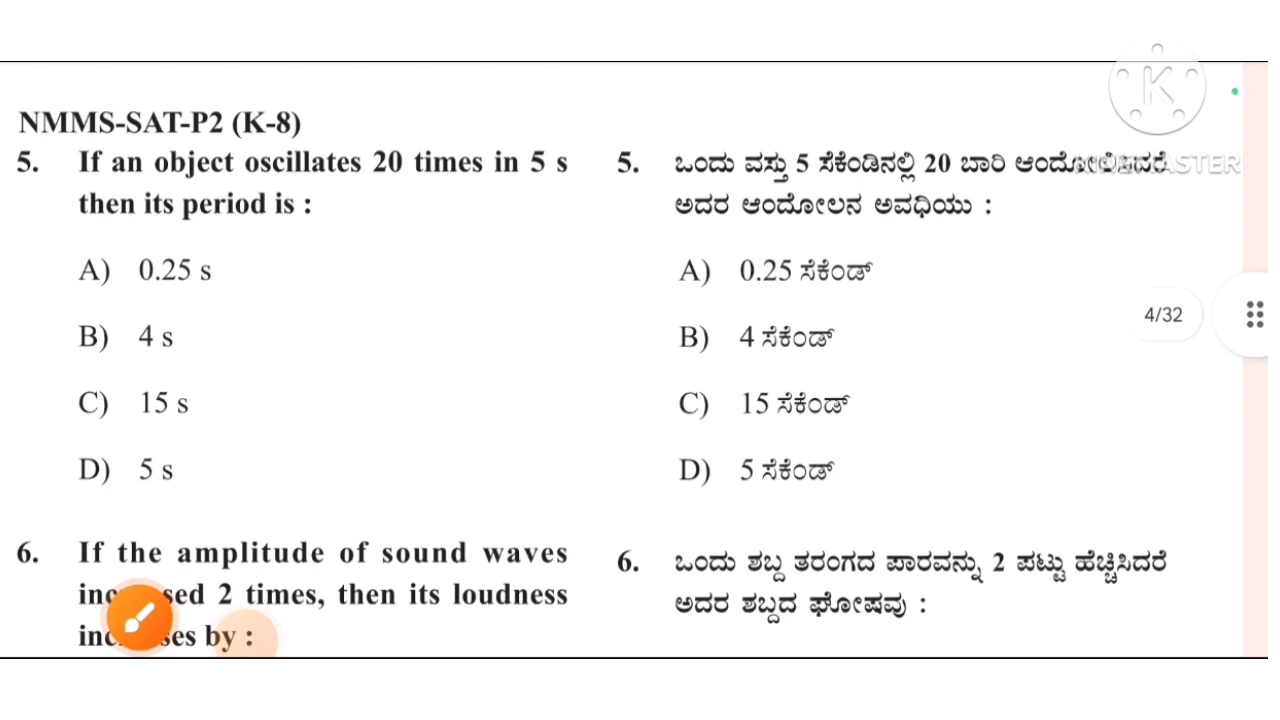 NMMS-SAT-P2 (K-8)
5. If an object oscillates 20 times in 5 s
then its period is :
A) 0.25 s
B) 4 s
C) 15 s
D) 5 s
6. If the amplitude of sound waves
2 times, then its loudness
by :
5. ಒಂದು ವಸ್ತು 5 ಸೆಕೆಂಡಿನಲ್ಲಿ 20 ಬಾರಿ
ಅದರ ಆಂದೋಲನ ಅವಧಿಯು :
A) 0.25 ಸೆಕೆಂಡ್
B) 4 ಸೆಕೆಂಡ್
C) 15 ಸೆಕೆಂಡ್
D) 5 ಸೆಕೆಂಡ್
6. ಒಂದು ಶಬ್ದ ತರಂಗದ ಪಾರವನ್ನು 2 ಪಟ್ಟು ಹೆಚ್ಚಿಸಿದರೆ
ಅದರ ಶಬ್ದದ ಘೋಷವು :
K
4/32